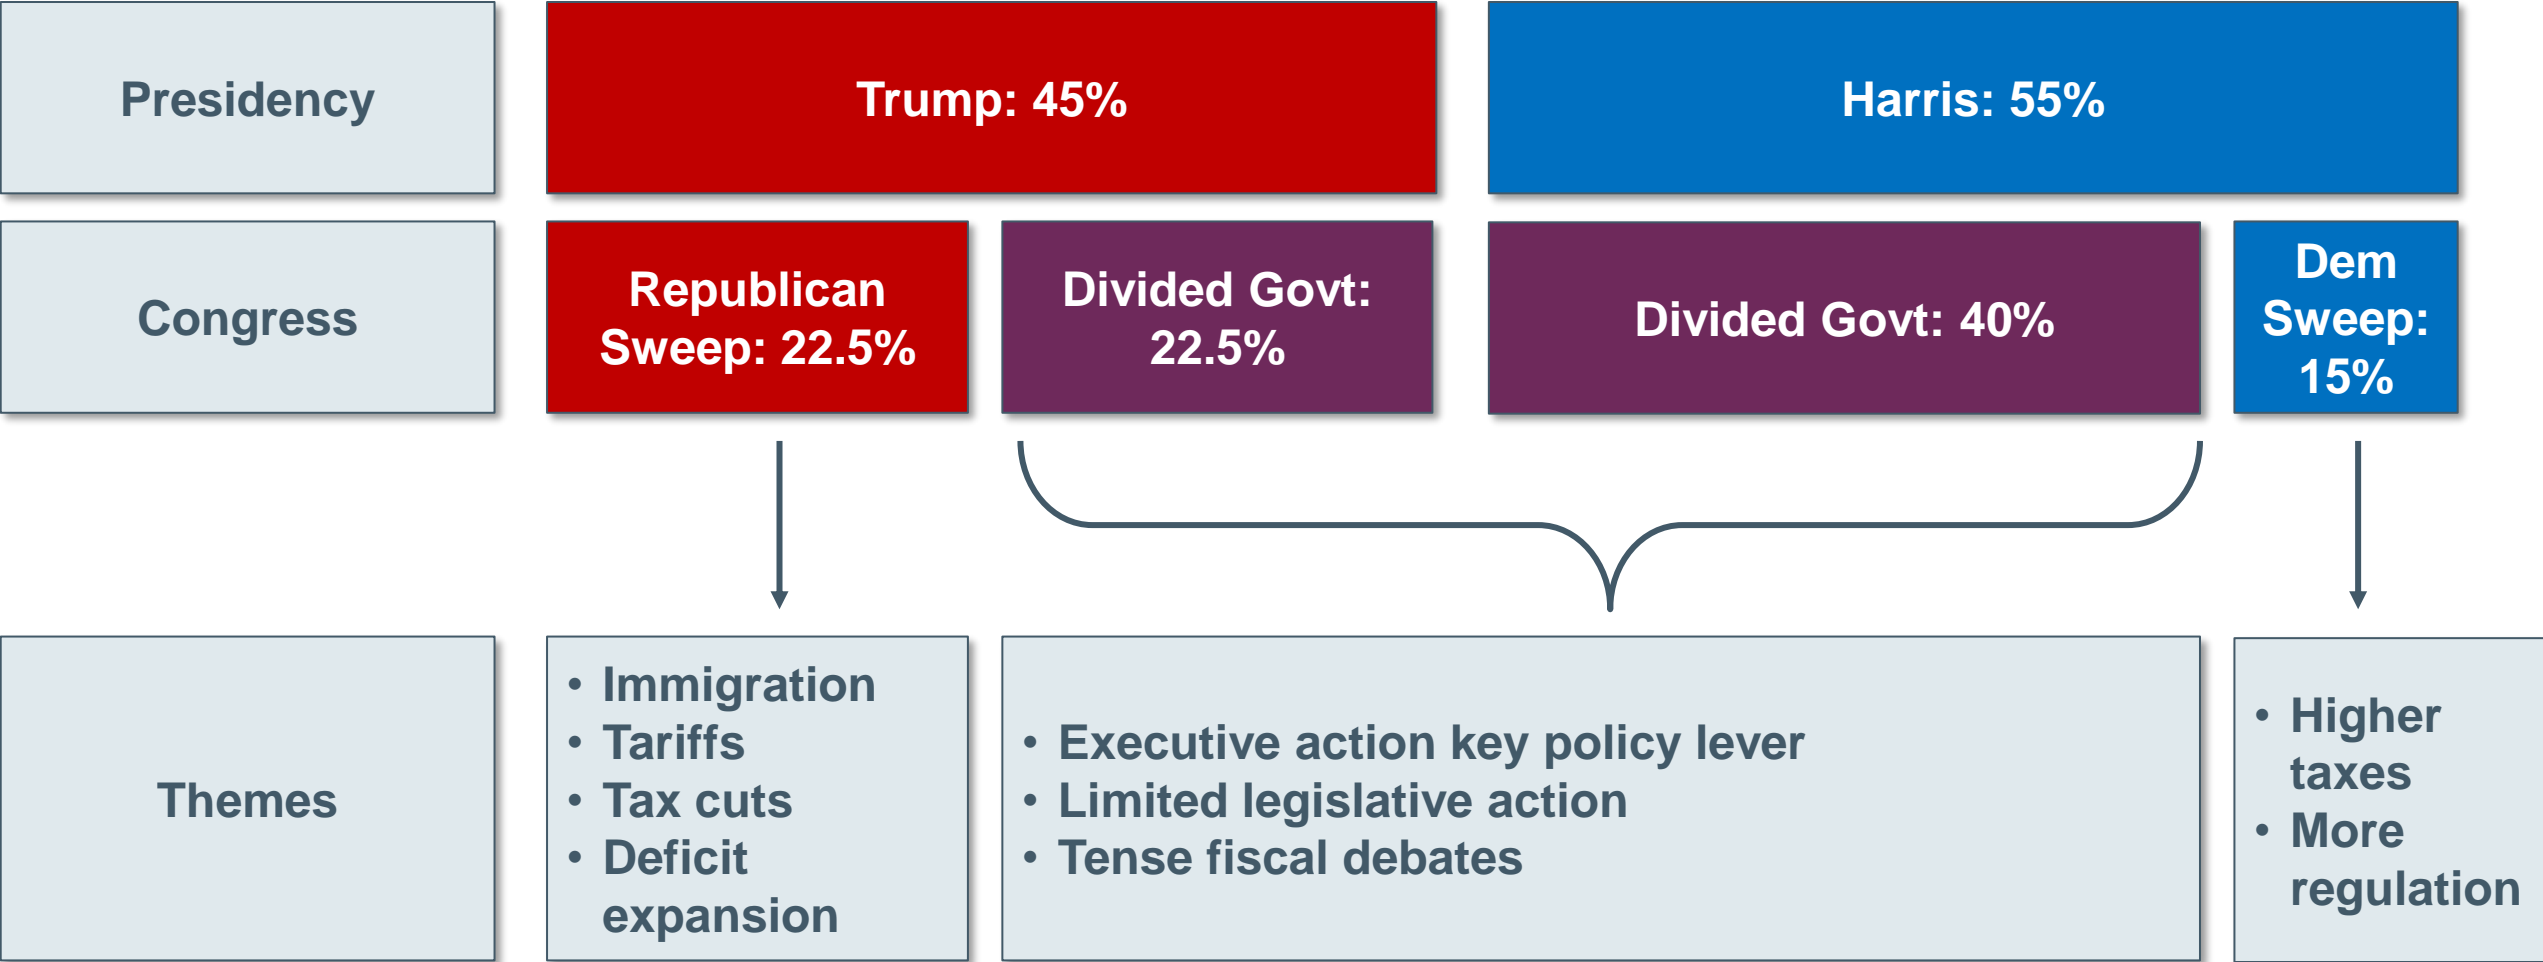 Presidency
Trump: 45%
Harris: 55%
Congress
Republican
Sweep: 22.5%
Divided Govt:
22.5%
Divided Govt: 40%
Dem
Sweep:
15%
Themes
• Immigration
• Tariffs
• Tax cuts
• Deficit
expansion
• Executive action key policy lever
• Limited legislative action
• Tense fiscal debates
• Higher
taxes
• More
regulation